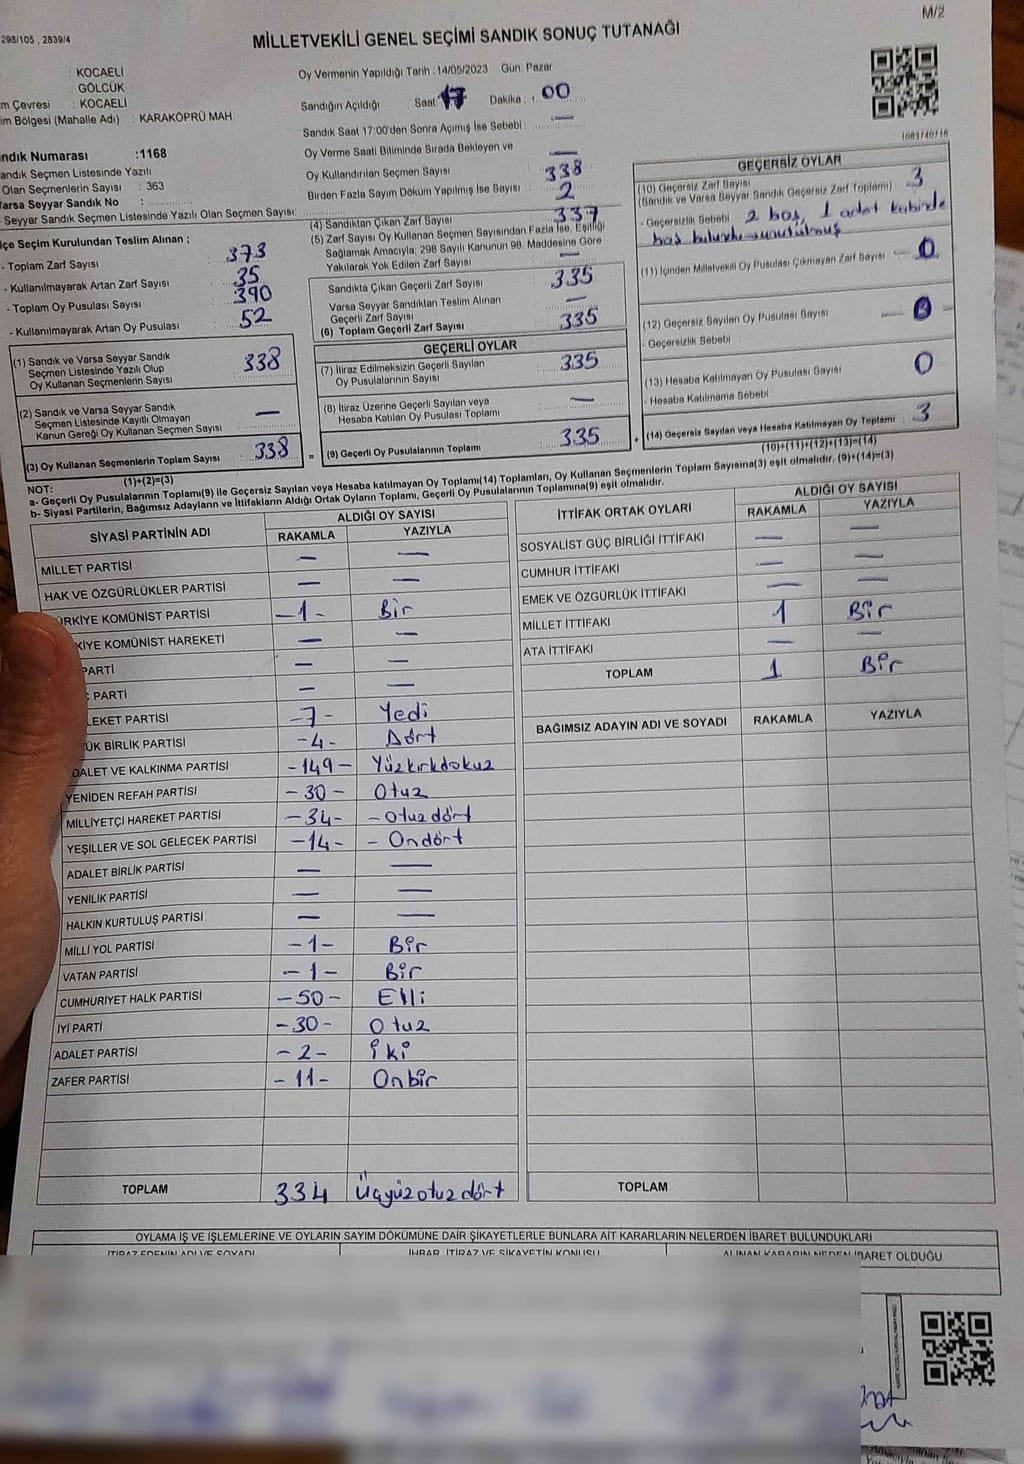 M/2
298/105 , 2839/4
MİLLETVEKİLİ GENEL SEÇİMİ SANDIK SONUÇ TUTANAĞI
: KOCAELİ
: GÖLCÜK
m Çevresi : KOCAELİ
im Bölgesi (Mahalle Adı) : KARAKÖPRÜ MAH.
ndık Numarası :1168
andık Seçmen Listesinde Yazılı
Olan Seçmenlerin Sayısı : 363
Varsa Seyyar Sandık No :
Seyyar Sandık Seçmen Listesinde Yazılı Olan Seçmen Sayısı:
Oy Vermenin Yapıldığı Tarih :14/05/2023 Gün: Pazar
Sandığın Açıldığı Saat: 17 Dakika : 00
Sandık Saat 17:00'den Sonra Açılmış İse Sebebi : —
Oy Verme Saati Bitiminde Sırada Bekleyen ve
Oy Kullandırılan Seçmen Sayısı : —
338
Birden Fazla Sayım Döküm Yapılmış İse Sayısı 2
(4) Sandıktan Çıkan Zarf Sayısı 337
(5) Zarf Sayısı Oy Kullanan Seçmen Sayısından Fazla İse, Eşitliği
Sağlamak Amacıyla; 298 Sayılı Kanunun 98. Maddesine Göre
Yakılarak Yok Edilen Zarf Sayısı —
lçe Seçim Kurulundan Teslim Alınan ;
- Toplam Zarf Sayısı : 373
- Kullanılmayarak Artan Zarf Sayısı : 35
- Toplam Oy Pusulası Sayısı : 390
- Kullanılmayarak Artan Oy Pusulası : 52
Sandıkta Çıkan Geçerli Zarf Sayısı 335
Varsa Seyyar Sandıktan Teslim Alınan
Geçerli Zarf Sayısı —
(6) Toplam Geçerli Zarf Sayısı 335
(1) Sandık ve Varsa Seyyar Sandık
Seçmen Listesinde Yazılı Olup
Oy Kullanan Seçmenlerin Sayısı 338
(2) Sandık ve Varsa Seyyar Sandık
Seçmen Listesinde Kayıtlı Olmayan
Kanun Gereği Oy Kullanan Seçmen Sayısı —
(3) Oy Kullanan Seçmenlerin Toplam Sayısı 338
(1)+(2)=(3)
=
GEÇERLİ OYLAR
(7) İtiraz Edilmeksizin Geçerli Sayılan
Oy Pusulalarının Sayısı 335
(8) İtiraz Üzerine Geçerli Sayılan veya
Hesaba Katılan Oy Pusulası Toplamı —
(9) Geçerli Oy Pusulalarının Toplamı 335
+
GEÇERSİZ OYLAR
(10) Geçersiz Zarf Sayısı 3
(Sandık ve Varsa Seyyar Sandık Geçersiz Zarf Toplamı)
- Geçersizlik Sebebi 2 boş, 1 adet kabinde
boş bulundu
(11) İçinden Milletvekili Oy Pusulası Çıkmayan Zarf Sayısı — 0
(12) Geçersiz Sayılan Oy Pusulası Sayısı — 0
- Geçersizlik Sebebi
(13) Hesaba Katılmayan Oy Pusulası Sayısı 0
- Hesaba Katılmama Sebebi
(14) Geçersiz Sayılan veya Hesaba Katılmayan Oy Toplamı 3
(10)+(11)+(12)+(13)=(14)
NOT:
a- Geçerli Oy Pusulalarının Toplamı(9) ile Geçersiz Sayılan veya Hesaba katılmayan Oy Toplamı(14) Toplamları, Oy Kullanan Seçmenlerin Toplam Sayısına(3) eşit olmalıdır. (9)+(14)=(3)
b- Siyasi Partilerin, Bağımsız Adayların ve İttifakların Aldığı Ortak Oyların Toplamı, Geçerli Oy Pusulalarının Toplamına(9) eşit olmalıdır.
SİYASİ PARTİNİN ADI ALDIĞI OY SAYISI
RAKAMLA YAZIYLA
MİLLET PARTİSİ — —
HAK VE ÖZGÜRLÜKLER PARTİSİ — —
ÜRKİYE KOMÜNİST PARTİSİ -1- Bir
KİYE KOMÜNİST HAREKETİ — —
PARTİ — —
PARTİ — —
LEKET PARTİSİ -7- Yedi
ÜK BİRLİK PARTİSİ -4- Dört
DALET VE KALKINMA PARTİSİ -149- Yüzkırkdokuz
YENİDEN REFAH PARTİSİ -30- Otuz
MİLLİYETÇİ HAREKET PARTİSİ -34- - Otuzdört
YEŞİLLER VE SOL GELECEK PARTİSİ -14- - Ondört
ADALET BİRLİK PARTİSİ — —
YENİLİK PARTİSİ — —
HALKIN KURTULUŞ PARTİSİ — —
MİLLİ YOL PARTİSİ -1- Bir
VATAN PARTİSİ -1- Bir
CUMHURİYET HALK PARTİSİ -50- Elli
İYİ PARTİ -30- Otuz
ADALET PARTİSİ -2- İki
ZAFER PARTİSİ -11- Onbir
TOPLAM 334 Üçyüzotuzdört
İTTİFAK ORTAK OYLARI ALDIĞI OY SAYISI
RAKAMLA YAZIYLA
SOSYALİST GÜÇ BİRLİĞİ İTTİFAKI — —
CUMHUR İTTİFAKI — —
EMEK VE ÖZGÜRLÜK İTTİFAKI — —
MİLLET İTTİFAKI 1 Bir
ATA İTTİFAKI — —
TOPLAM 1 Bir
BAĞIMSIZ ADAYIN ADI VE SOYADI RAKAMLA YAZIYLA
TOPLAM
OYLAMA İŞ VE İŞLEMLERİNE VE OYLARIN SAYIM DÖKÜMÜNE DAİR ŞİKAYETLERLE BUNLARA AİT KARARLARIN NELERDEN İBARET BULUNDUKLARI
İTİRAZ EDENİN ADI VE SOYADI İHBAR, İTİRAZ VE ŞİKAYETİN KONUSU ALINAN KARARIN NEDEN İBARET OLDUĞU